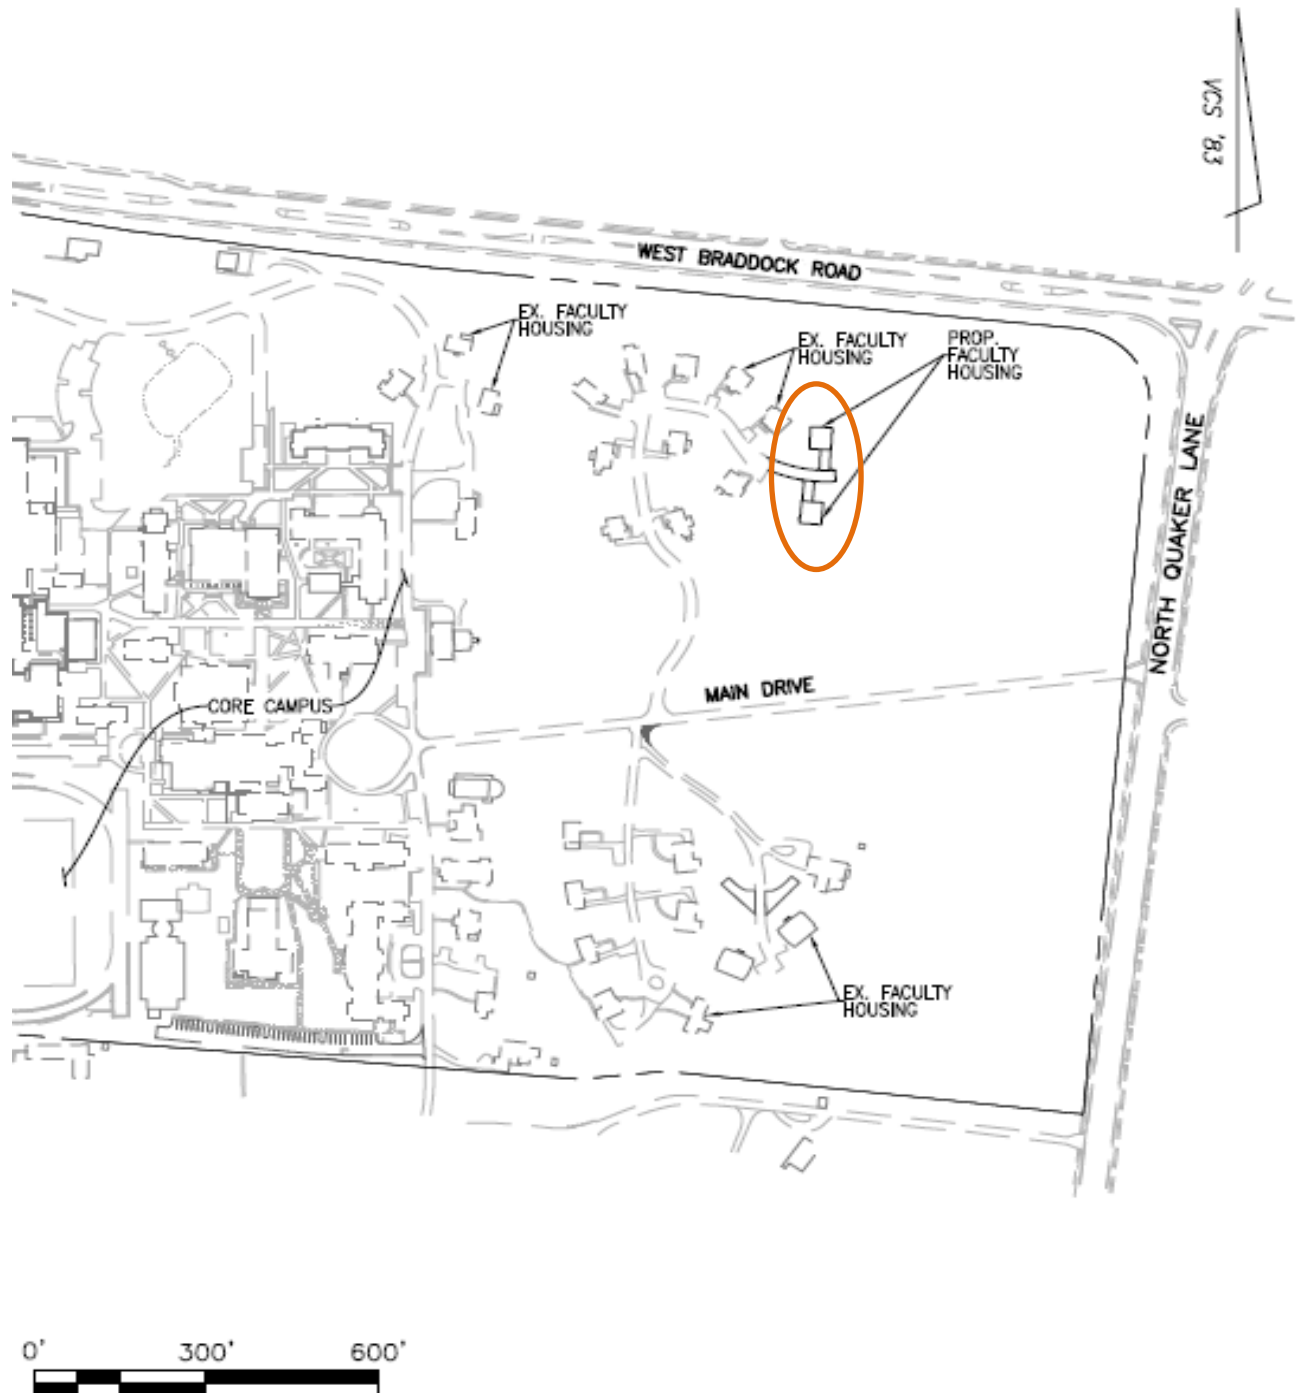 VCS '83
WEST BRADDOCK ROAD
EX. FACULTY
HOUSING
EX. FACULTY
HOUSING
PROP.
FACULTY
HOUSING
NORTH QUAKER LANE
MAIN DRIVE
CORE CAMPUS
EX. FACULTY
HOUSING
0' 300' 600'